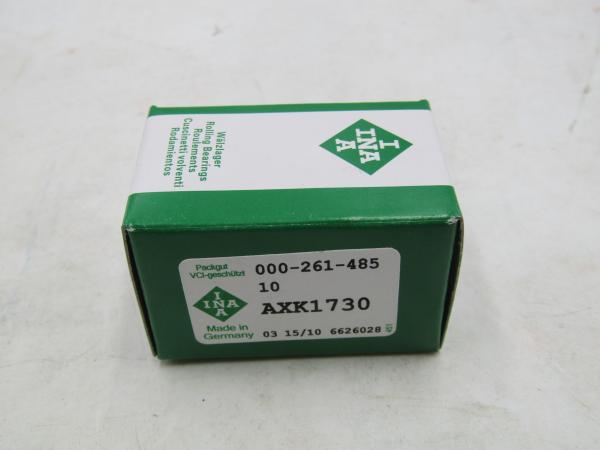 Wälzlager
Rolling Bearings
Roulements
Cuscinetti volventi
Rodamientos
I
INA
A
Packgut
VCI-geschützt
000-261-485
10
I
INA
A
AXK1730
Made in
Germany
03 15/10 6626028